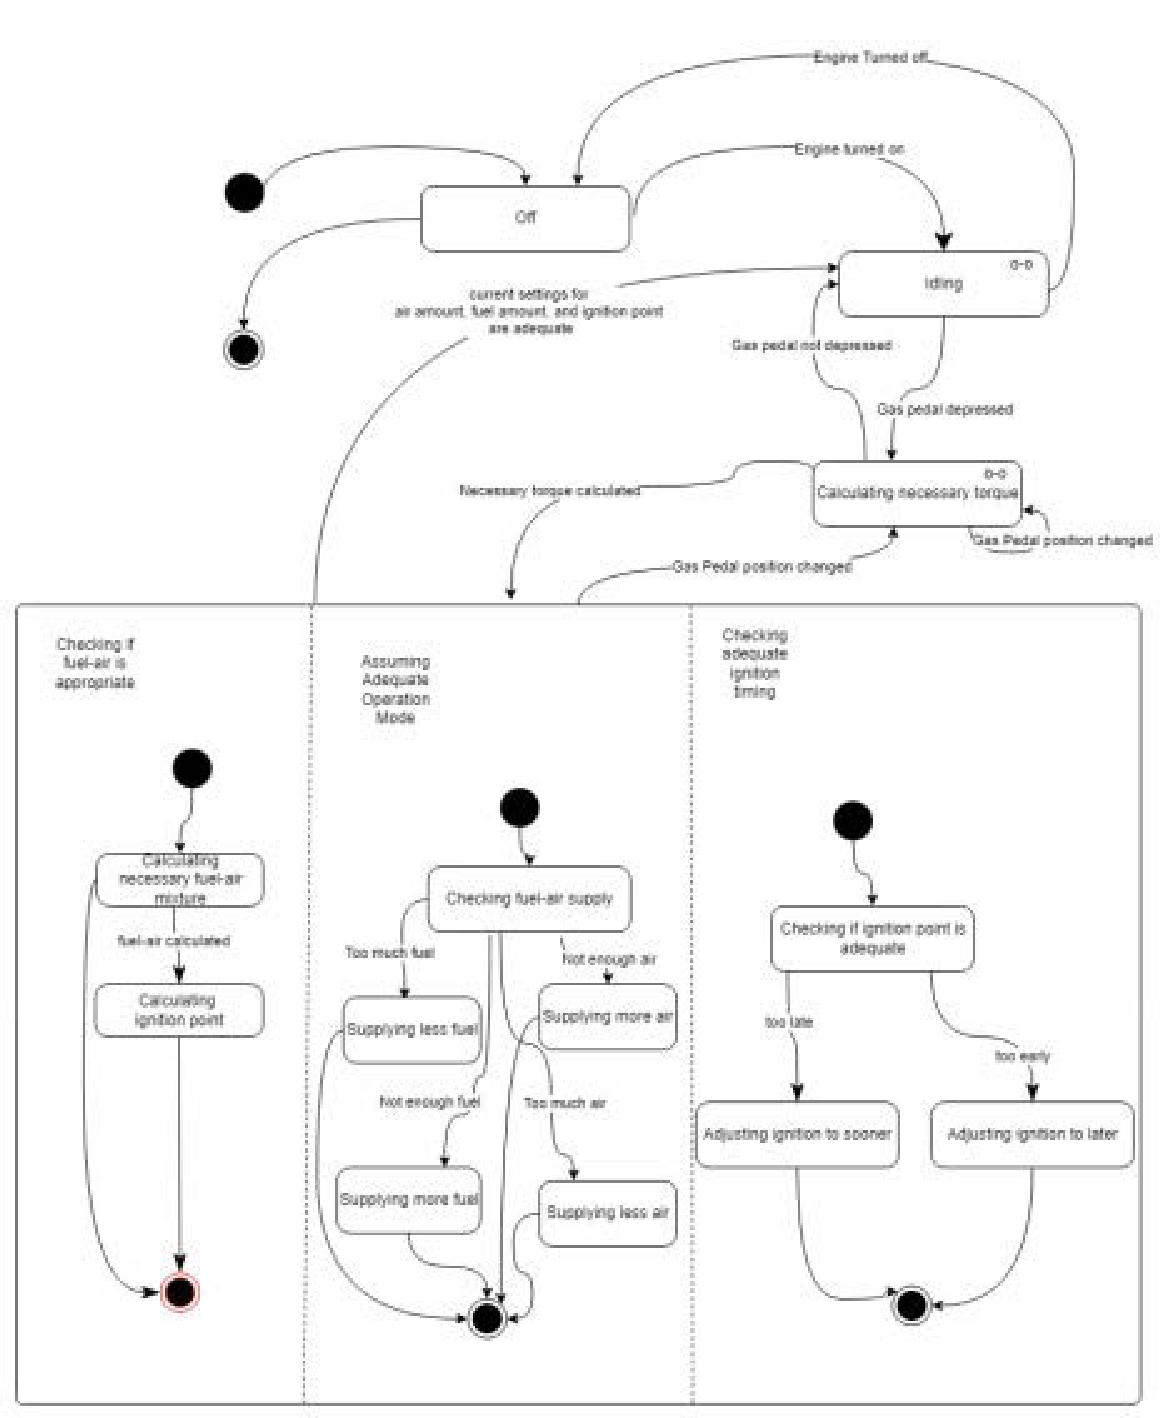 Engine Turned off
Engine turned on
Off
Idling
current settings for
air amount, fuel amount, and ignition point
are adequate
Gas pedal not depressed
Gas pedal depressed
Necessary torque calculated
Calculating necessary torque
Gas Pedal position changed
Gas Pedal position changed
Checking if
fuel-air is
appropriate
Assuming
Adequate
Operation
Mode
Checking
adequate
ignition
timing
Calculating
necessary fuel-air
mixture
fuel-air calculated
Calculating
ignition point
Checking fuel-air supply
Too much fuel
Not enough air
Supplying less fuel
Supplying more air
Not enough fuel
Too much air
Supplying more fuel
Supplying less air
Checking if ignition point is
adequate
too late
too early
Adjusting ignition to sooner
Adjusting ignition to later